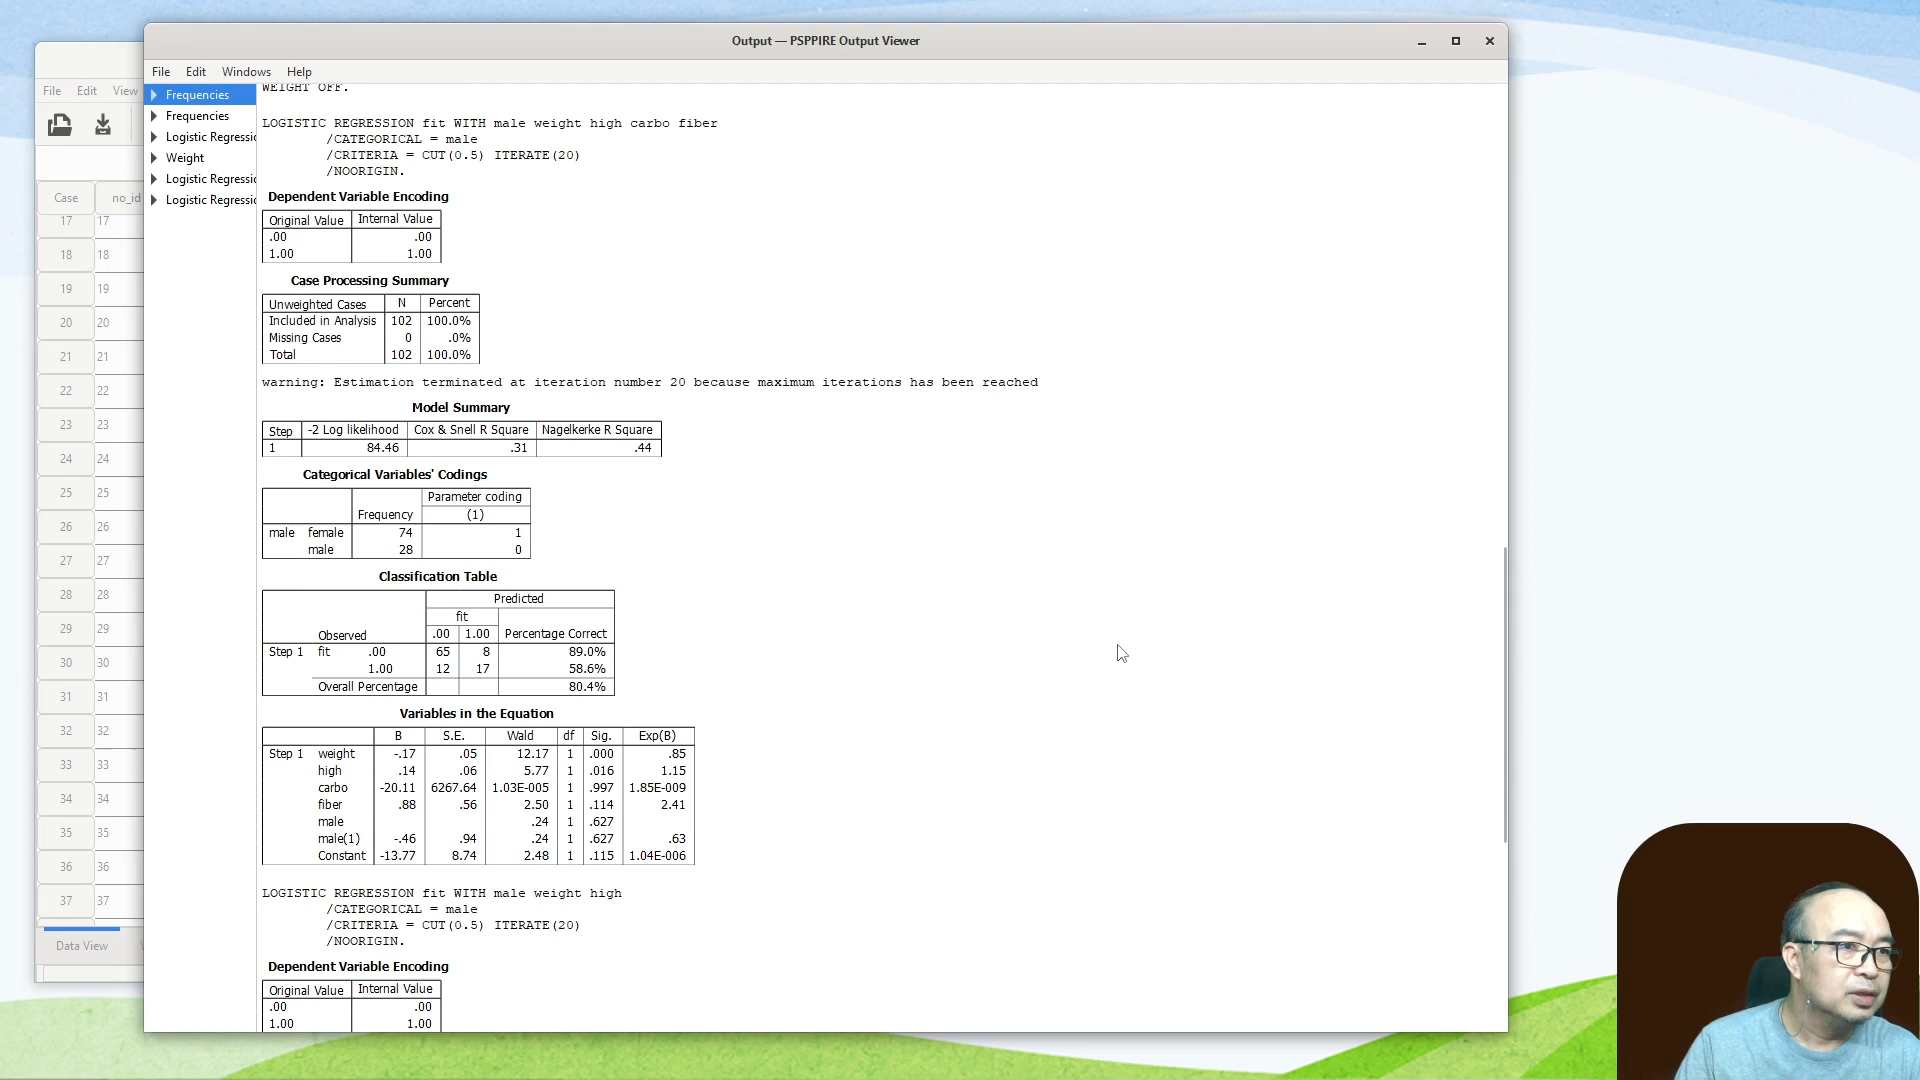 Output — PSPPIRE Output Viewer
File Edit Windows Help
File Edit View
Frequencies
Frequencies
Logistic Regressic
Weight
Logistic Regressic
Logistic Regressic
Case no_id
17 17
18 18
19 19
20 20
21 21
22 22
23 23
24 24
25 25
26 26
27 27
28 28
29 29
30 30
31 31
32 32
33 33
34 34
35 35
36 36
37 37
Data View
WEIGHT OFF.
LOGISTIC REGRESSION fit WITH male weight high carbo fiber
/CATEGORICAL = male
/CRITERIA = CUT(0.5) ITERATE(20)
/NOORIGIN.
Dependent Variable Encoding
Original Value Internal Value
.00 .00
1.00 1.00
Case Processing Summary
Unweighted Cases N Percent
Included in Analysis 102 100.0%
Missing Cases 0 .0%
Total 102 100.0%
warning: Estimation terminated at iteration number 20 because maximum iterations has been reached
Model Summary
Step -2 Log likelihood Cox & Snell R Square Nagelkerke R Square
1 84.46 .31 .44
Categorical Variables' Codings
Parameter coding
Frequency (1)
male female 74 1
male 28 0
Classification Table
Predicted
fit
Observed .00 1.00 Percentage Correct
Step 1 fit .00 65 8 89.0%
1.00 12 17 58.6%
Overall Percentage 80.4%
Variables in the Equation
B S.E. Wald df Sig. Exp(B)
Step 1 weight -.17 .05 12.17 1 .000 .85
high .14 .06 5.77 1 .016 1.15
carbo -20.11 6267.64 1.03E-005 1 .997 1.85E-009
fiber .88 .56 2.50 1 .114 2.41
male .24 1 .627
male(1) -.46 .94 .24 1 .627 .63
Constant -13.77 8.74 2.48 1 .115 1.04E-006
LOGISTIC REGRESSION fit WITH male weight high
/CATEGORICAL = male
/CRITERIA = CUT(0.5) ITERATE(20)
/NOORIGIN.
Dependent Variable Encoding
Original Value Internal Value
.00 .00
1.00 1.00